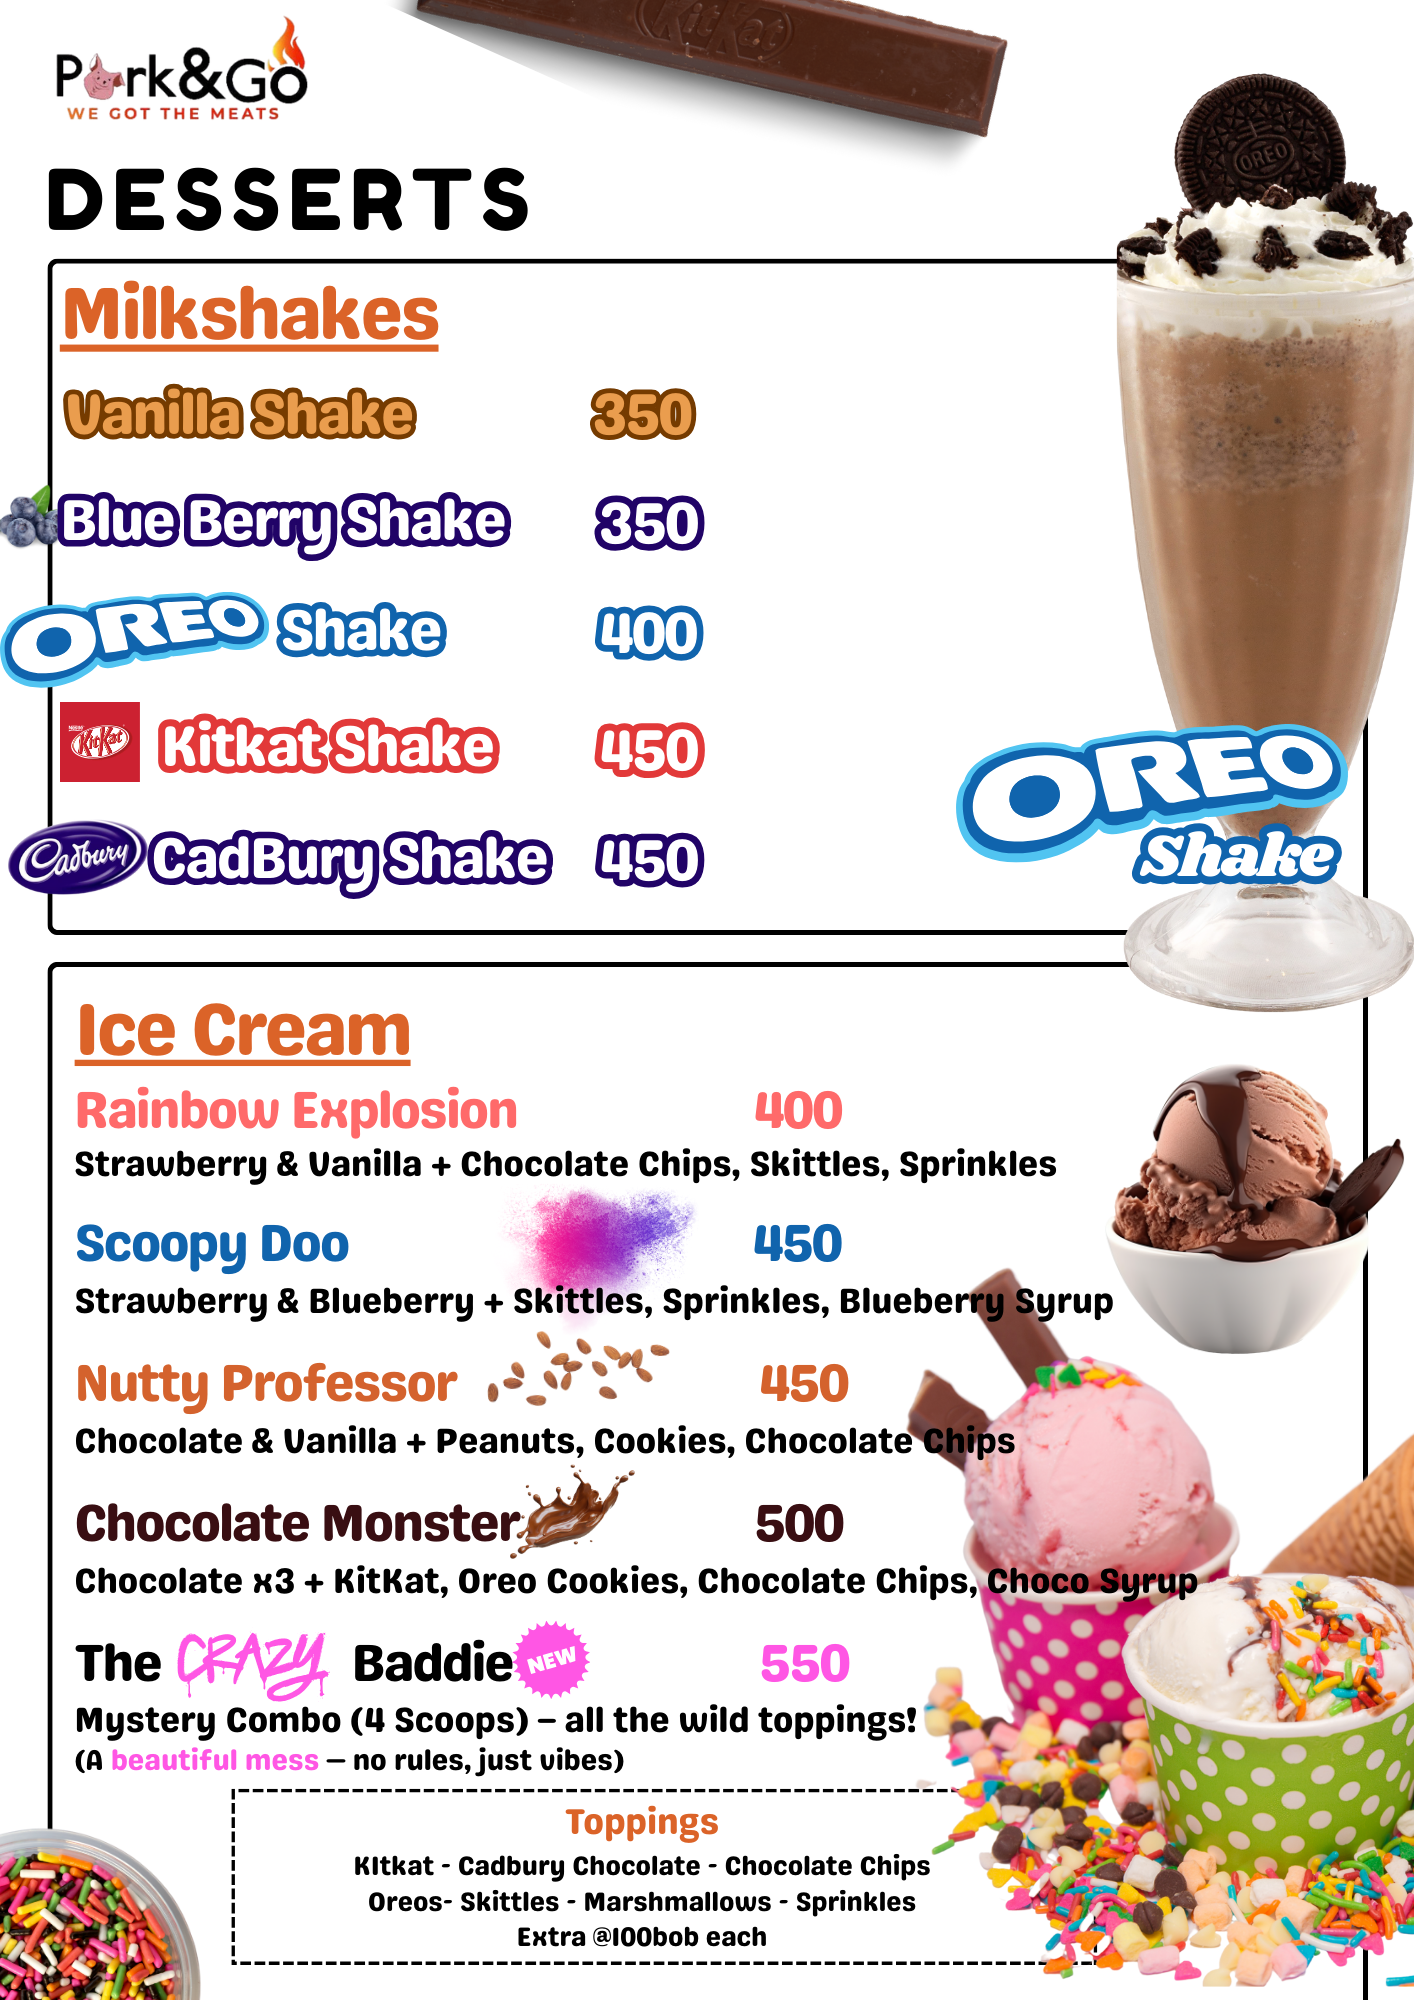 Pork&Go
WE GOT THE MEATS
KitKat
OREO
DESSERTS
Milkshakes
Vanilla Shake 350
Blue Berry Shake 350
OREO Shake 400
KitKat Kitkat Shake 450
Cadbury CadBury Shake 450
OREO
Shake
Ice Cream
Rainbow Explosion 400
Strawberry & Vanilla + Chocolate Chips, Skittles, Sprinkles
Scoopy Doo 450
Strawberry & Blueberry + Skittles, Sprinkles, Blueberry Syrup
Nutty Professor 450
Chocolate & Vanilla + Peanuts, Cookies, Chocolate Chips
Chocolate Monster 500
Chocolate x3 + KitKat, Oreo Cookies, Chocolate Chips, Choco Syrup
The CRAZY Baddie NEW 550
Mystery Combo (4 Scoops) – all the wild toppings!
(A beautiful mess — no rules, just vibes)
Toppings
KItkat - Cadbury Chocolate - Chocolate Chips
Oreos- Skittles - Marshmallows - Sprinkles
Extra @100bob each